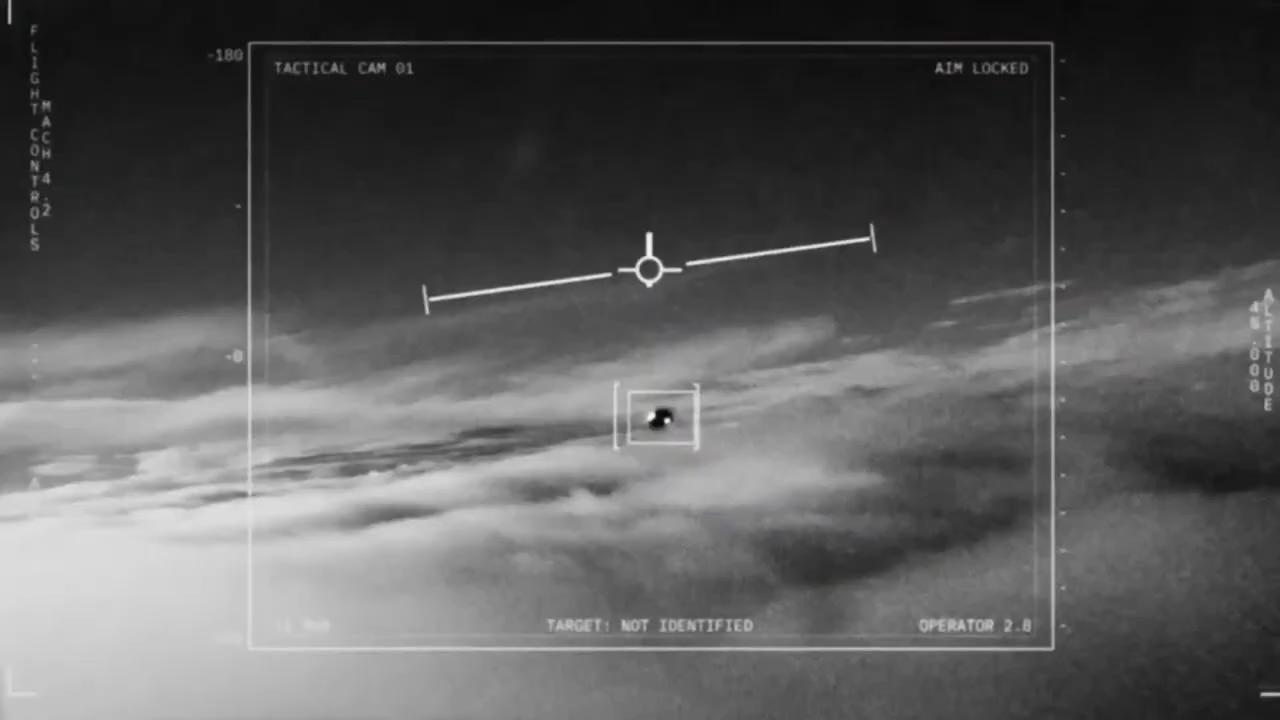 FLIGHT CONTROLS
MACH 4.2
-180
TACTICAL CAM 01
AIM LOCKED
-0
ALTITUDE
TARGET: NOT IDENTIFIED
OPERATOR 2.8